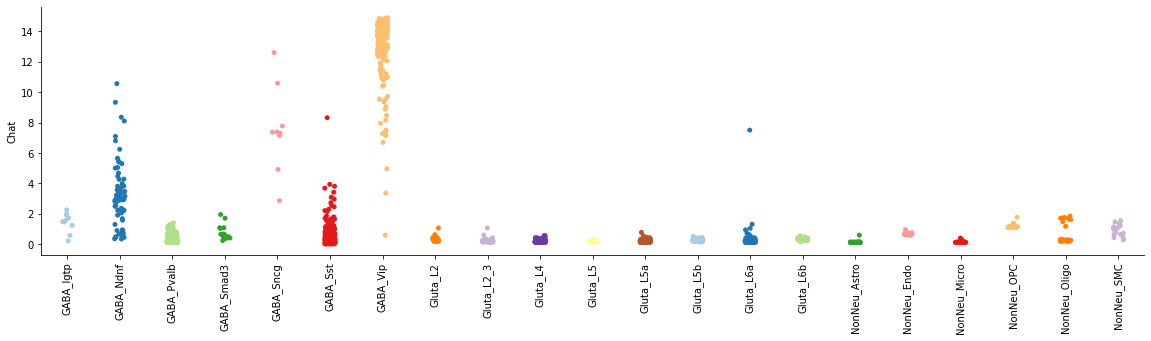 Chat
14
12
10
8
6
4
2
0
GABA_Igtp
GABA_Ndnf
GABA_Pvalb
GABA_Smad3
GABA_Sncg
GABA_Sst
GABA_Vip
Gluta_L2
Gluta_L2_3
Gluta_L4
Gluta_L5
Gluta_L5a
Gluta_L5b
Gluta_L6a
Gluta_L6b
NonNeu_Astro
NonNeu_Endo
NonNeu_Micro
NonNeu_OPC
NonNeu_Oligo
NonNeu_SMC